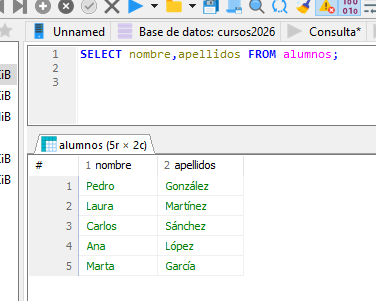 Unnamed Base de datos: cursos2026 Consulta*
KiB
1 SELECT nombre,apellidos FROM alumnos;
2
3
alumnos (5r × 2c)
# 1 nombre 2 apellidos
1 Pedro González
2 Laura Martínez
3 Carlos Sánchez
4 Ana López
5 Marta García